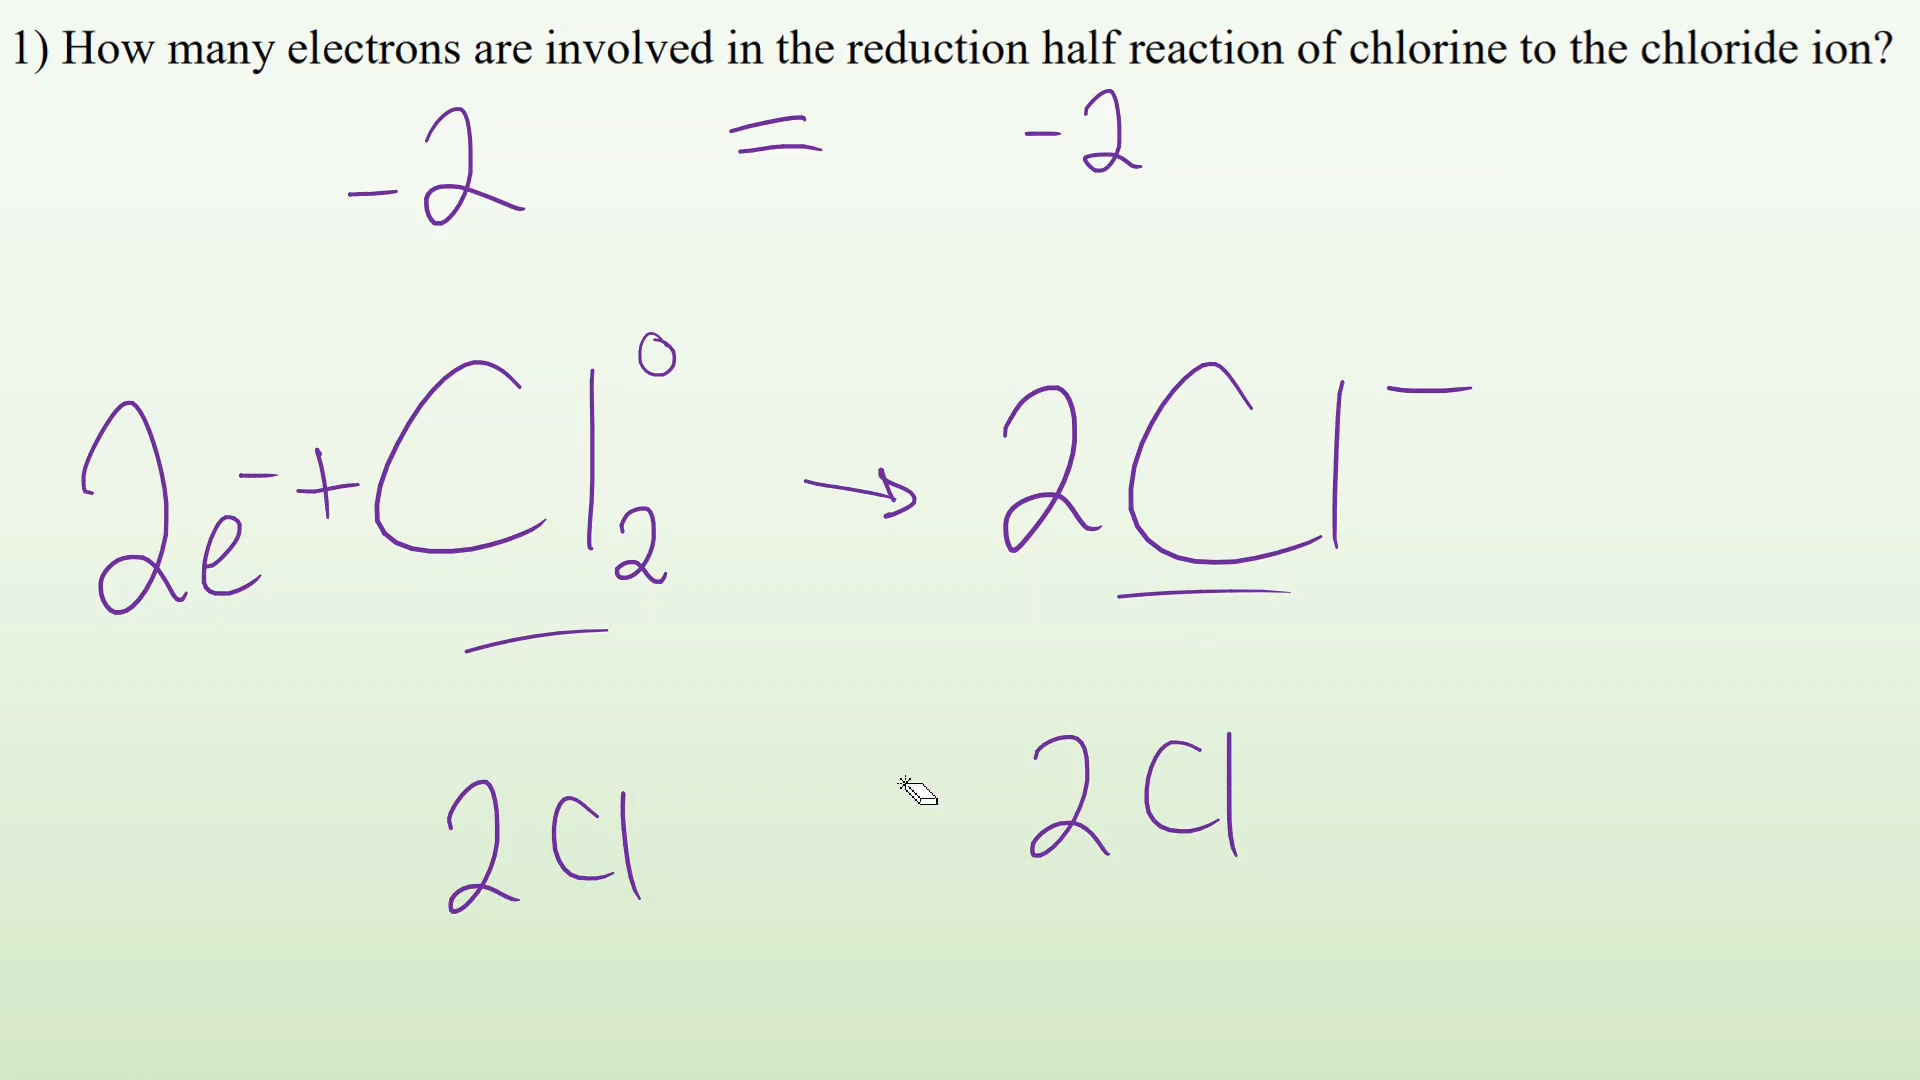 1) How many electrons are involved in the reduction half reaction of chlorine to the chloride ion?
-2 = -2
2e⁻ + Cl₂⁰ → 2Cl⁻
2Cl 2Cl